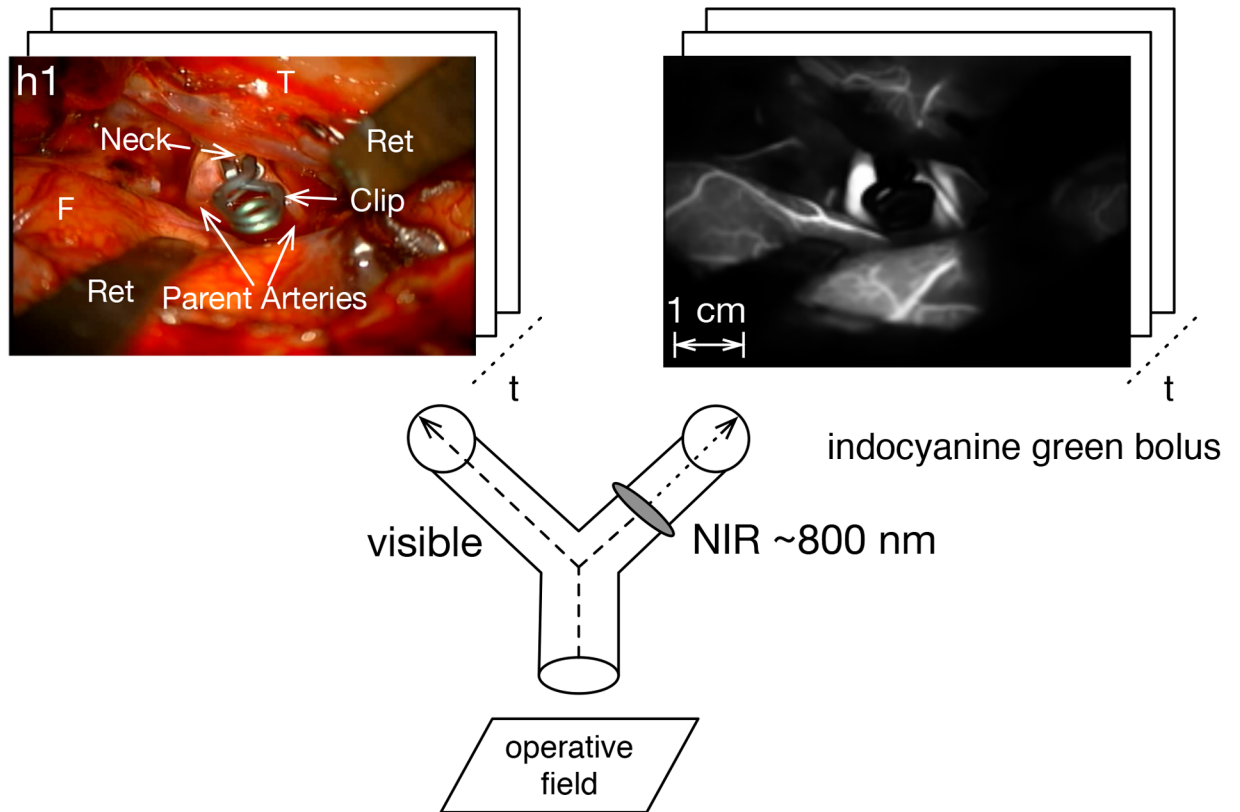 h1
T
Neck
Ret
Clip
F
Ret
Parent Arteries
1 cm
t
t
indocyanine green bolus
visible
NIR ~800 nm
operative
field